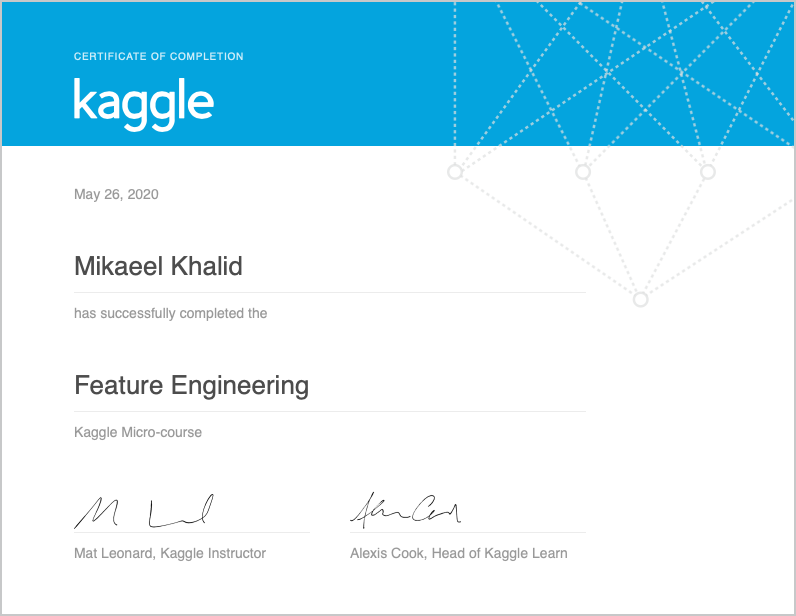 CERTIFICATE OF COMPLETION
kaggle
May 26, 2020
Mikaeel Khalid
has successfully completed the
Feature Engineering
Kaggle Micro-course
Mat Leonard, Kaggle Instructor
Alexis Cook, Head of Kaggle Learn